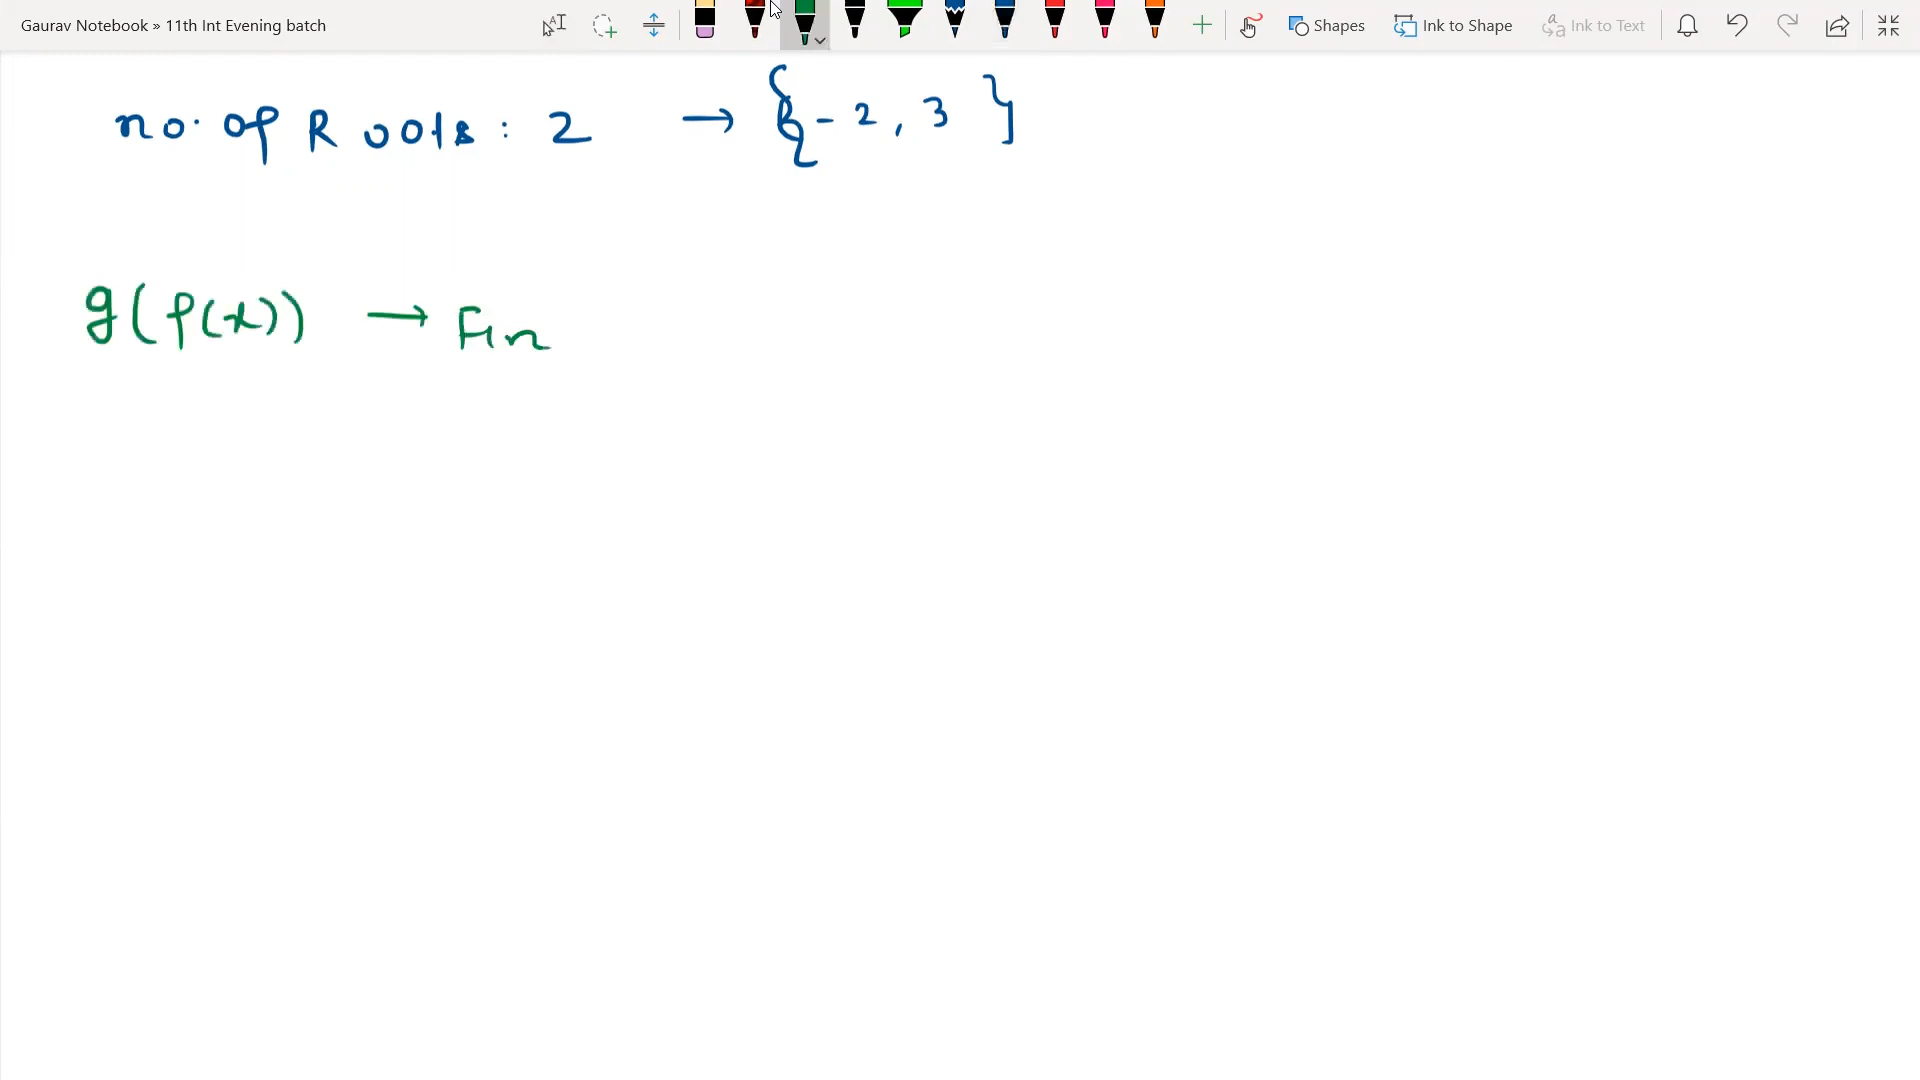 Gaurav Notebook » 11th Int Evening batch
Shapes
Ink to Shape
Ink to Text
no. of Roots : 2 → {-2, 3}
g(f(x)) → Fin